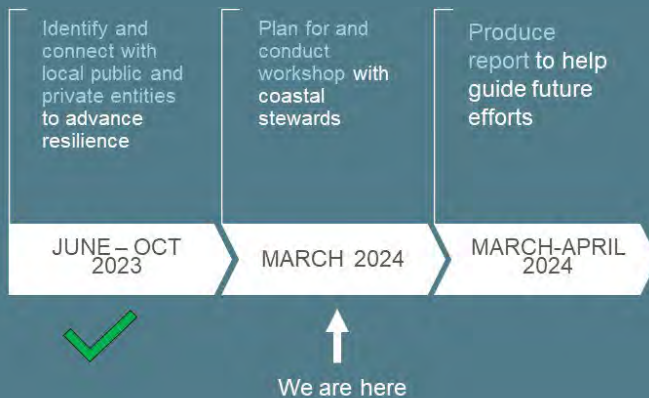 Identify and
connect with
local public and
private entities
to advance
resilience
Plan for and
conduct
workshop with
coastal
stewards
Produce
report to help
guide future
efforts
JUNE – OCT
2023
MARCH 2024
MARCH-APRIL
2024
We are here